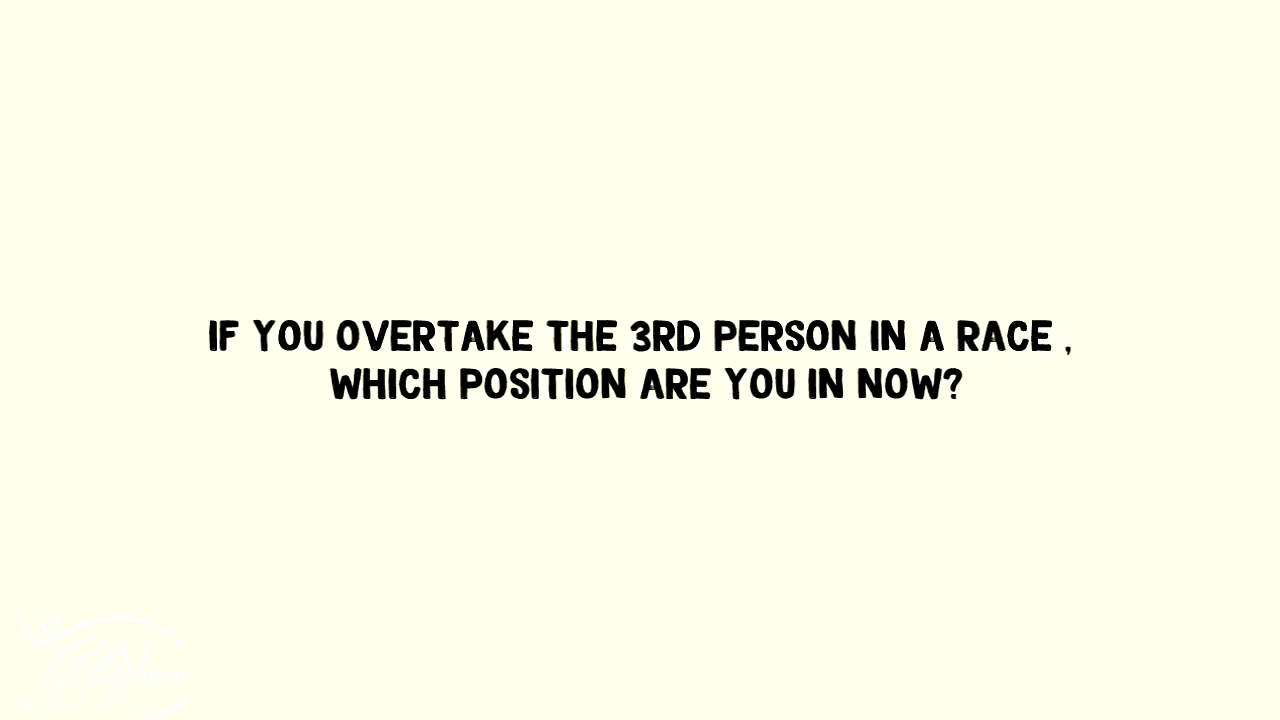 IF YOU OVERTAKE THE 3RD PERSON IN A RACE ,
WHICH POSITION ARE YOU IN NOW?